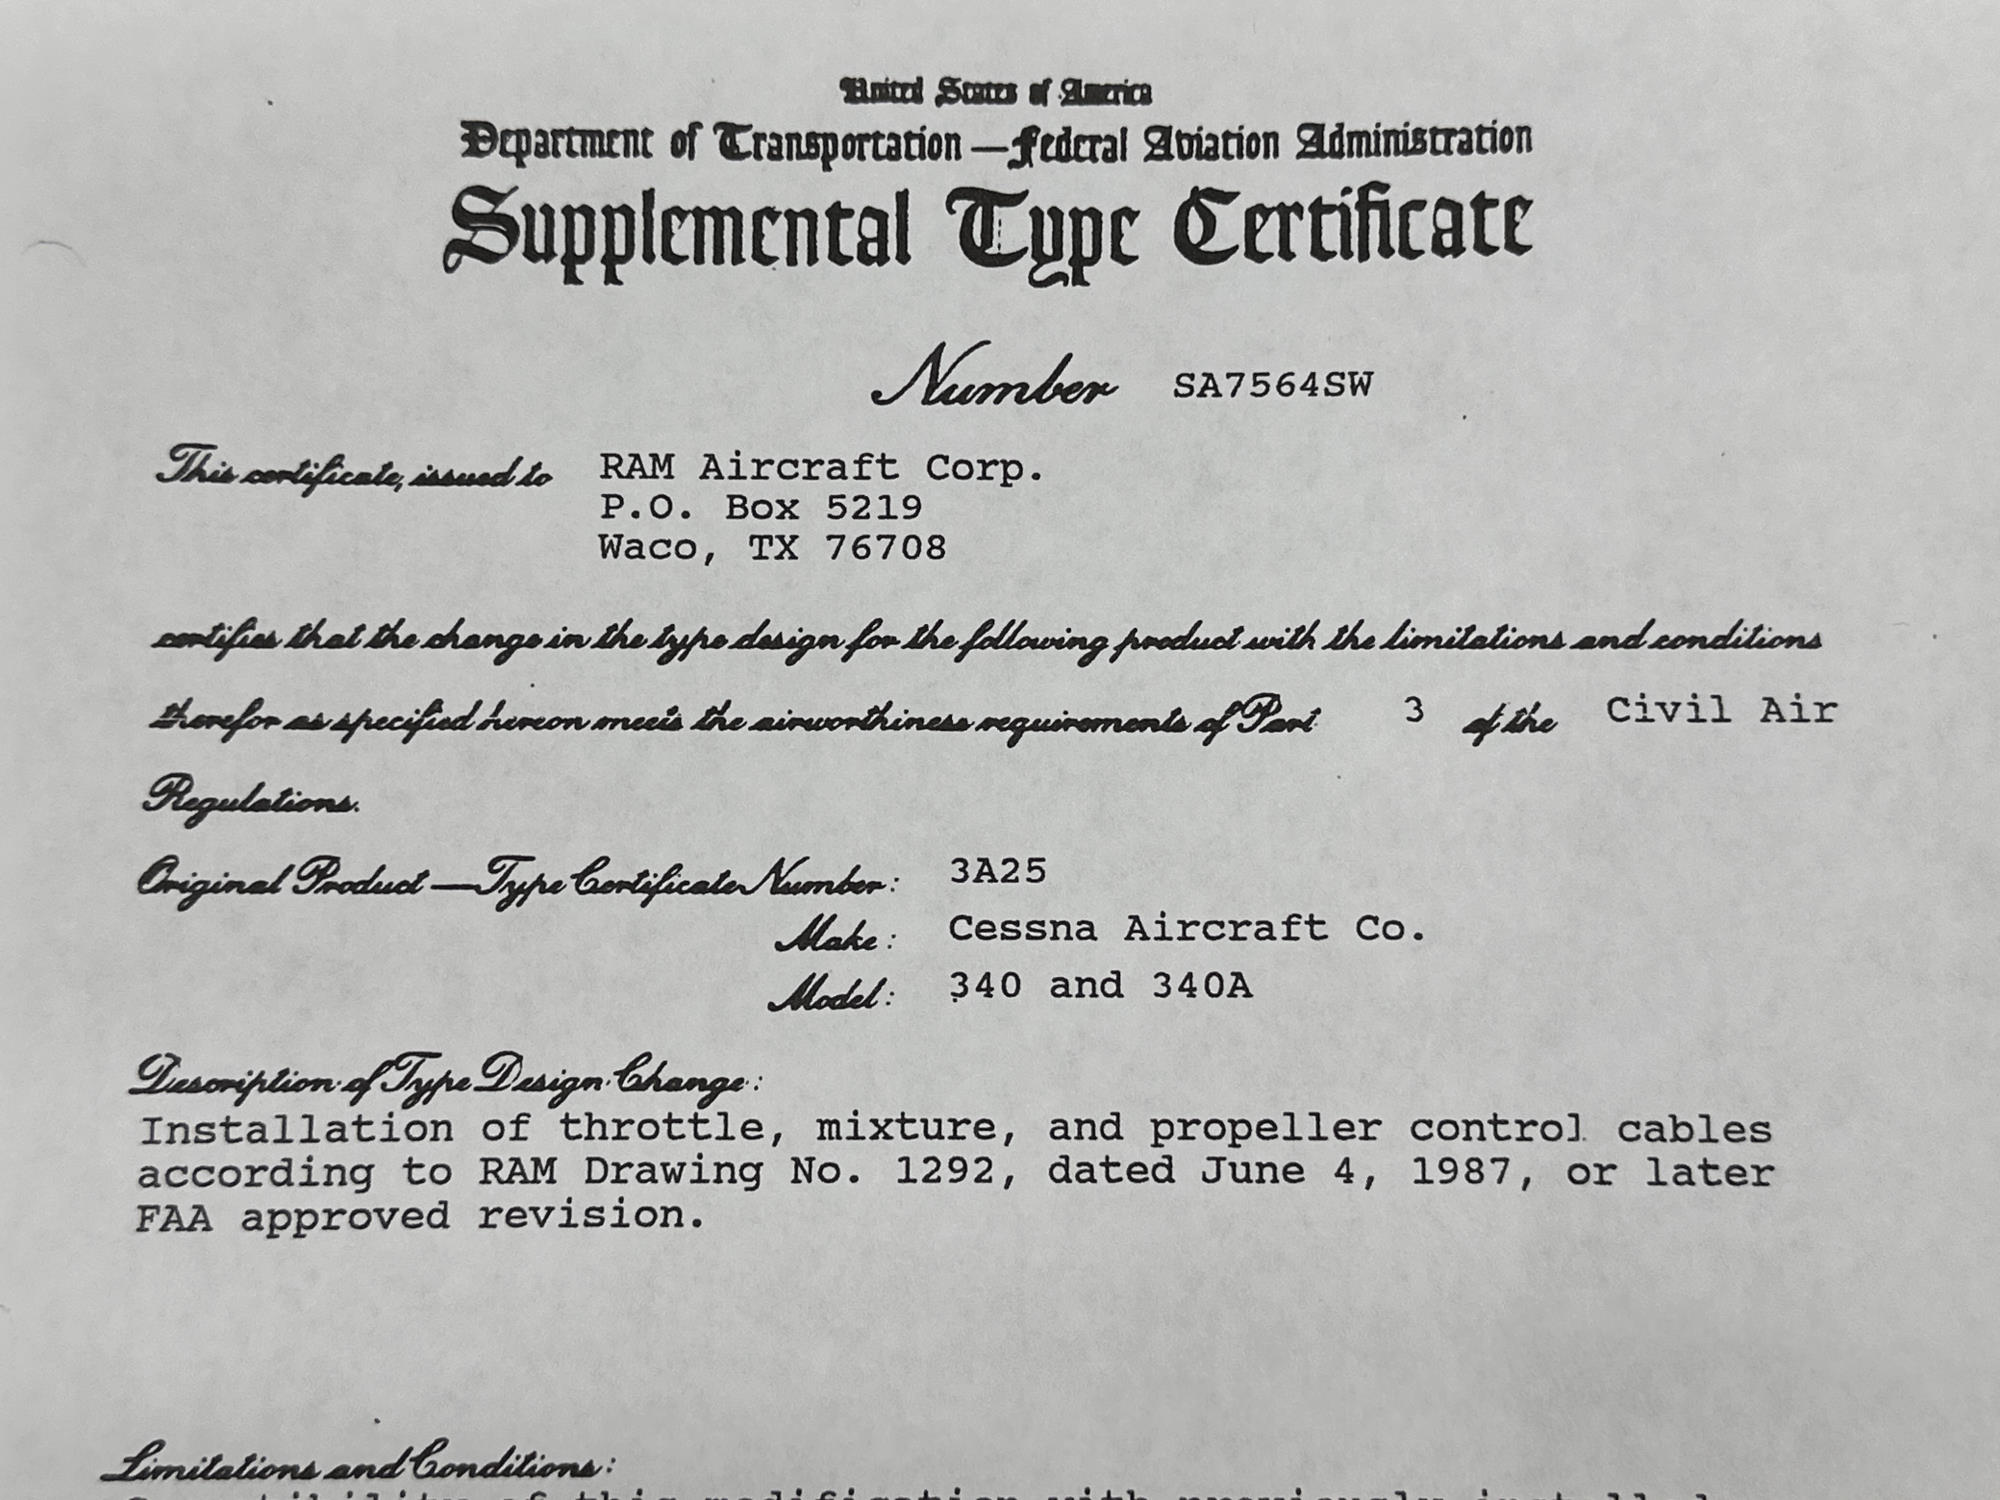 United States of America
Department of Transportation—Federal Aviation Administration
Supplemental Type Certificate
Number SA7564SW
This certificate, issued to RAM Aircraft Corp.
P.O. Box 5219
Waco, TX 76708
certifies that the change in the type design for the following product with the limitations and conditions
therefor as specified hereon meets the airworthiness requirements of Part 3 of the Civil Air
Regulations.
Original Product—Type Certificate Number: 3A25
Make: Cessna Aircraft Co.
Model: 340 and 340A
Description of Type Design Change:
Installation of throttle, mixture, and propeller control cables
according to RAM Drawing No. 1292, dated June 4, 1987, or later
FAA approved revision.
Limitations and Conditions:
of this modification with previously